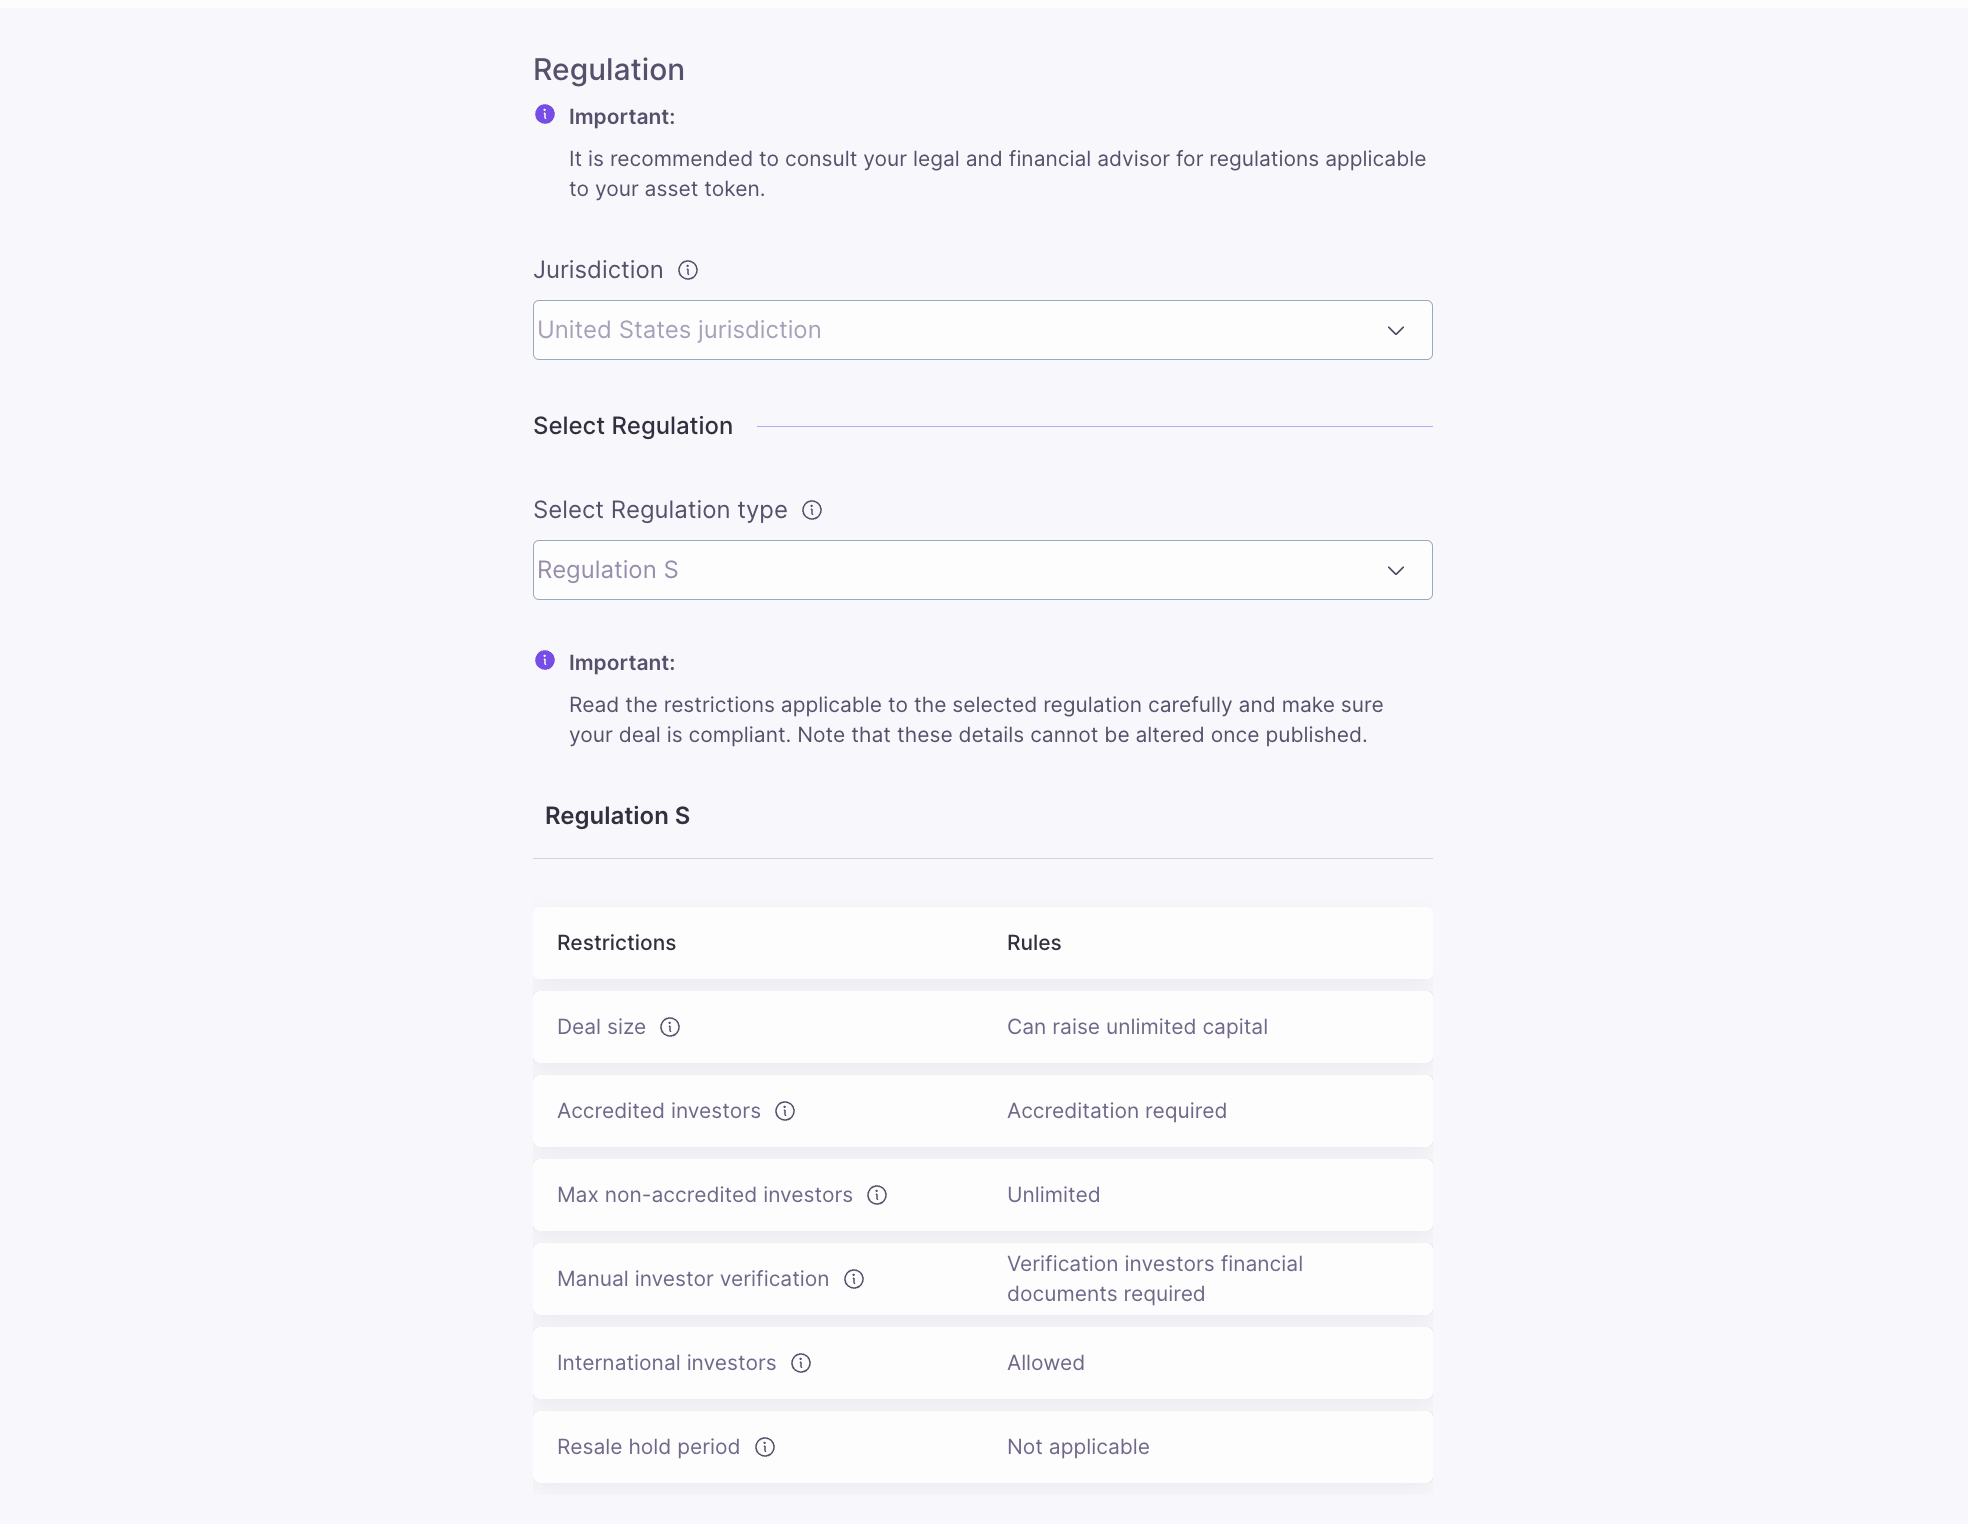 Regulation
Important:
It is recommended to consult your legal and financial advisor for regulations applicable
to your asset token.
Jurisdiction
United States jurisdiction
Select Regulation
Select Regulation type
Regulation S
Important:
Read the restrictions applicable to the selected regulation carefully and make sure
your deal is compliant. Note that these details cannot be altered once published.
Regulation S
Restrictions Rules
Deal size Can raise unlimited capital
Accredited investors Accreditation required
Max non-accredited investors Unlimited
Manual investor verification Verification investors financial
documents required
International investors Allowed
Resale hold period Not applicable